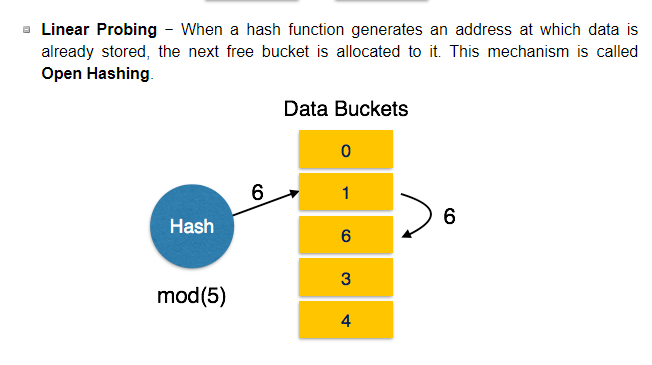 Linear Probing − When a hash function generates an address at which data is
already stored, the next free bucket is allocated to it. This mechanism is called
Open Hashing.
Data Buckets
0
6
1
Hash
6
6
3
mod(5)
4